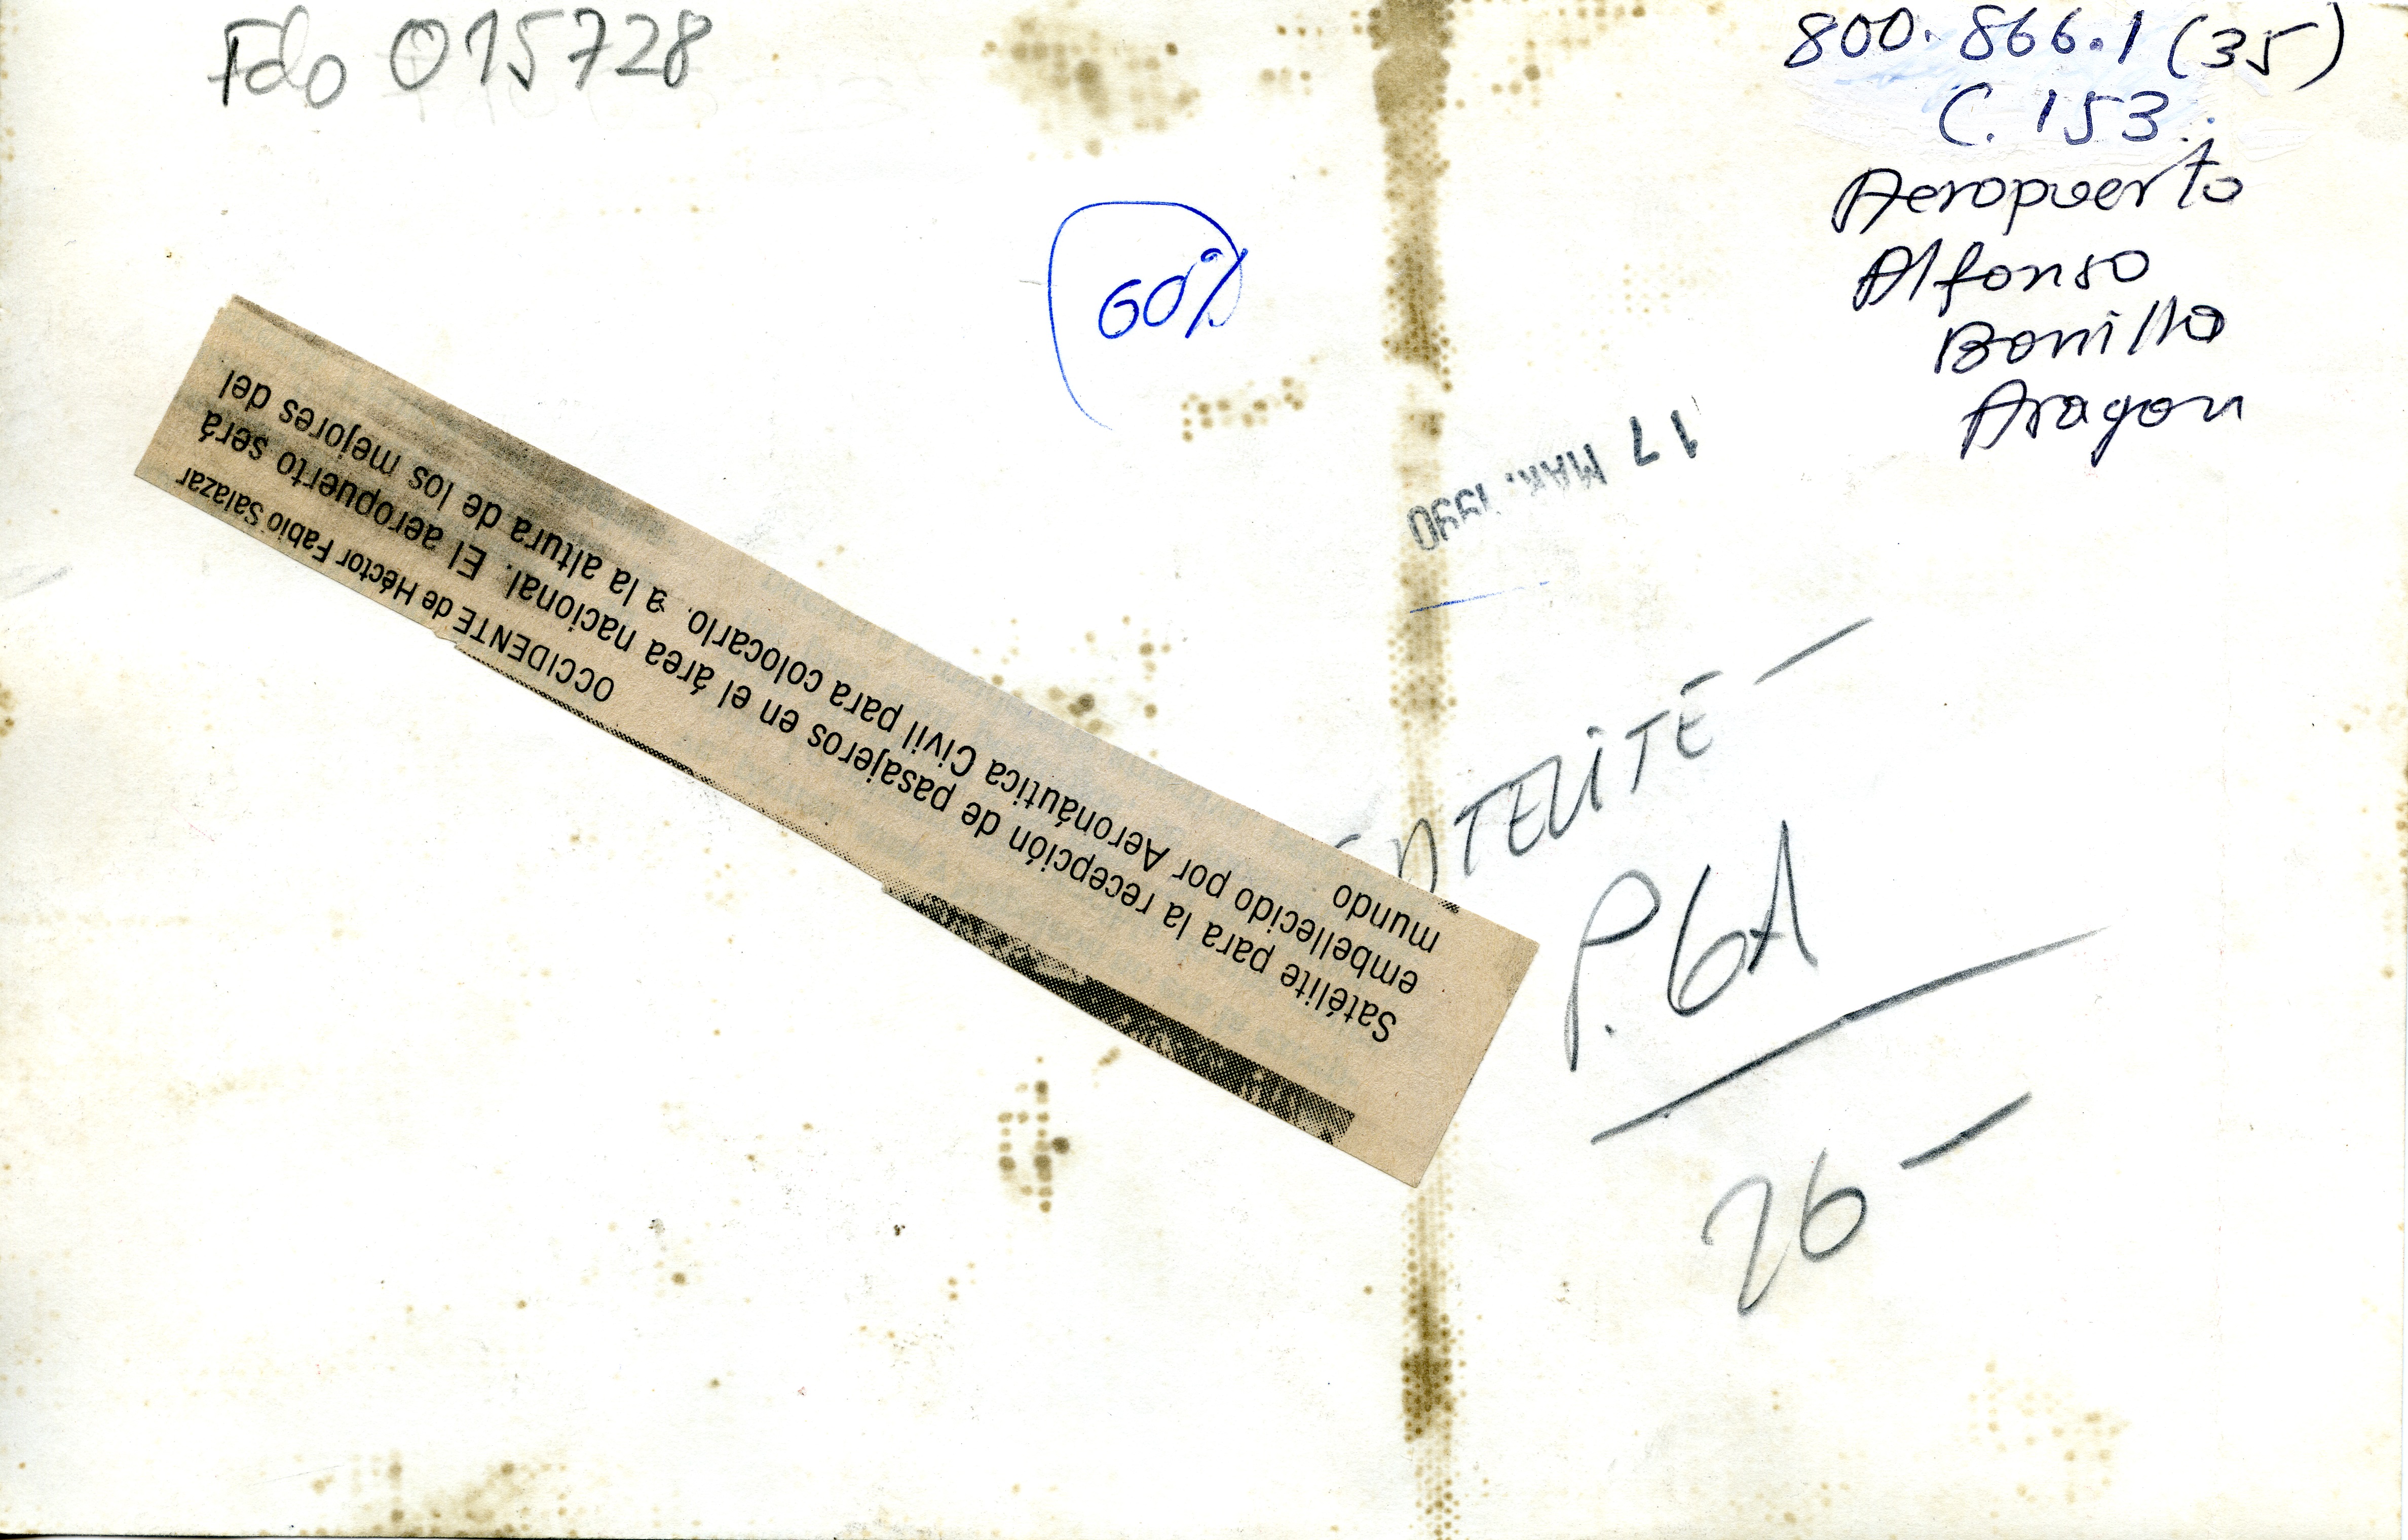 Fdo 015728
800.866.1 (35)
C. 153
Aeropuerto
Alfonso
Bonilla
Aragon
60%
17 MAR. 1990
Satélite para la recepción de pasajeros en el área nacional. El aeropuerto será
embellecido por Aeronáutica Civil para colocarlo. a la altura de los mejores del
mundo
OCCIDENTE de Héctor Fabio Salazar
P. 6A
26-